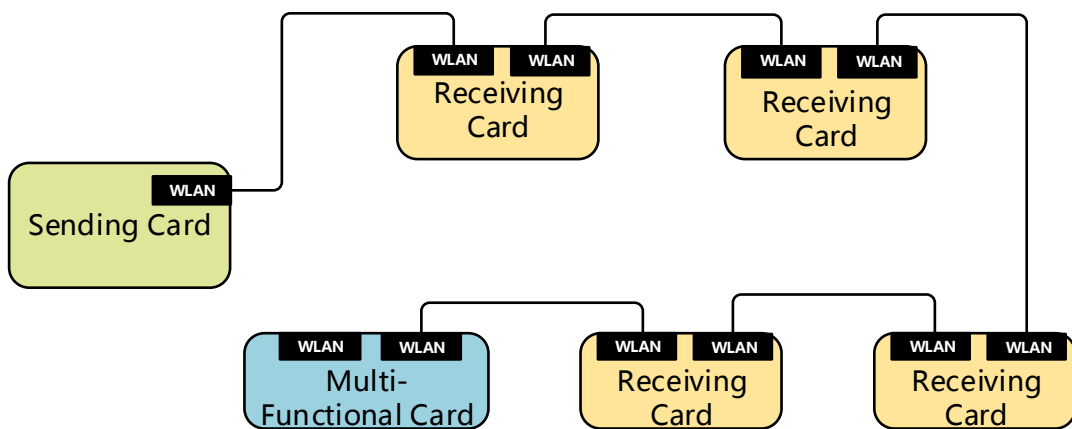 WLAN WLAN
Receiving
Card
WLAN WLAN
Receiving
Card
WLAN
Sending Card
WLAN WLAN
Multi-
Functional Card
WLAN WLAN
Receiving
Card
WLAN WLAN
Receiving
Card